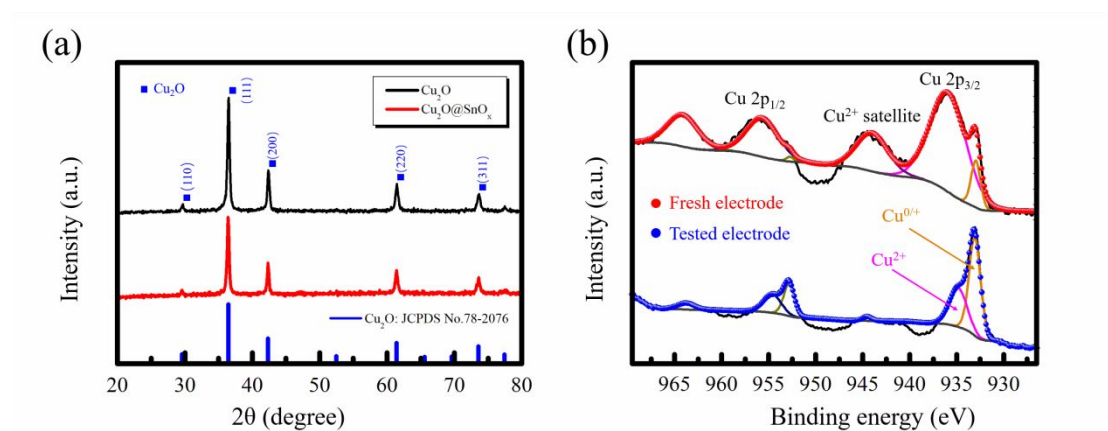 (a)
Cu₂O
(110)
(111)
(200)
(220)
(311)
Cu₂O
Cu₂O@SnOₓ
Cu₂O: JCPDS No.78-2076
Intensity (a.u.)
20 30 40 50 60 70 80
2θ (degree)
(b)
Cu 2p₁/₂
Cu²⁺ satellite
Cu 2p₃/₂
Fresh electrode
Tested electrode
Cu⁰/⁺
Cu²⁺
Intensity (a.u.)
965 960 955 950 945 940 935 930
Binding energy (eV)